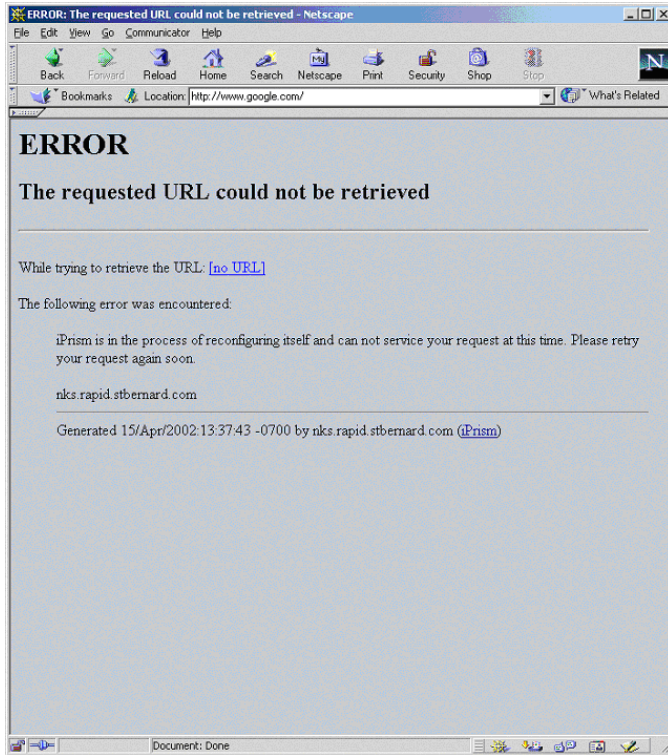 ERROR: The requested URL could not be retrieved - Netscape
File Edit View Go Communicator Help
Back Forward Reload Home Search Netscape Print Security Shop Stop
My
N
Bookmarks Location: http://www.google.com/ What's Related
ERROR
The requested URL could not be retrieved
While trying to retrieve the URL: [no URL]
The following error was encountered:
iPrism is in the process of reconfiguring itself and can not service your request at this time. Please retry
your request again soon.
nks.rapid.stbernard.com
Generated 15/Apr/2002:13:37:43 -0700 by nks.rapid.stbernard.com (iPrism)
Document: Done